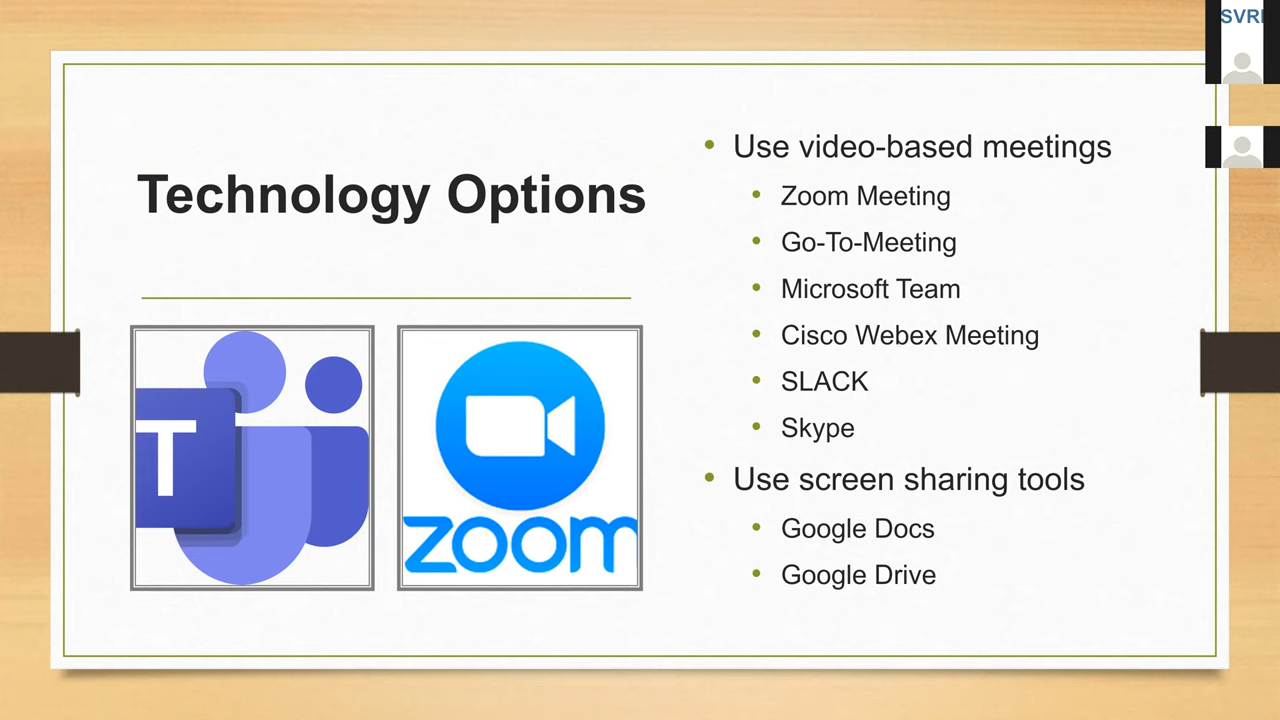 Technology Options
T
zoom
• Use video-based meetings
• Zoom Meeting
• Go-To-Meeting
• Microsoft Team
• Cisco Webex Meeting
• SLACK
• Skype
• Use screen sharing tools
• Google Docs
• Google Drive